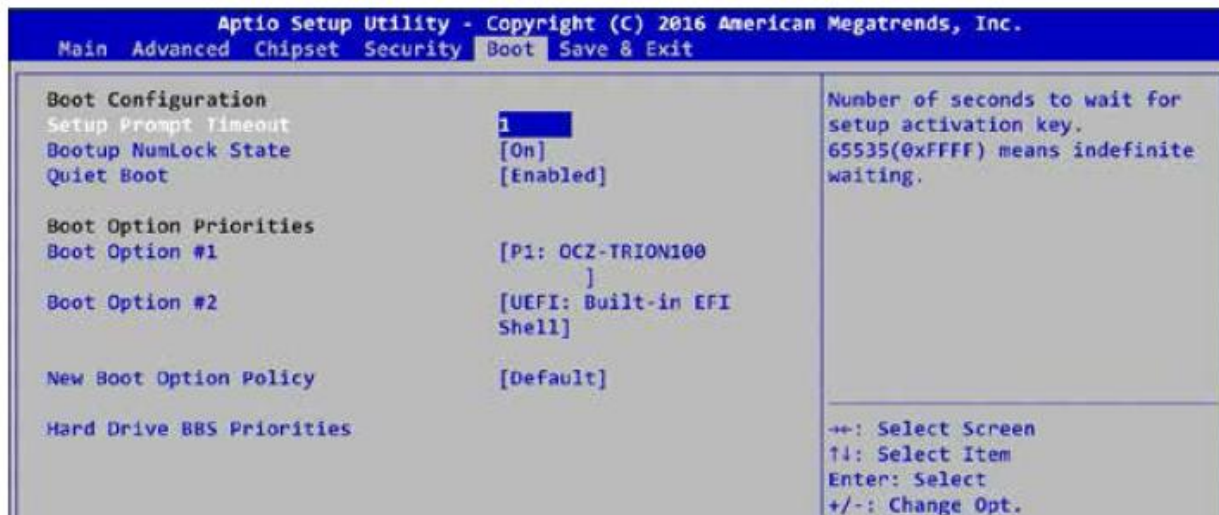 Aptio Setup Utility - Copyright (C) 2016 American Megatrends, Inc.
Main Advanced Chipset Security Boot Save & Exit
Boot Configuration
Setup Prompt Timeout 1
Bootup NumLock State [On]
Quiet Boot [Enabled]
Boot Option Priorities
Boot Option #1 [P1: OCZ-TRION100
]
Boot Option #2 [UEFI: Built-in EFI
Shell]
New Boot Option Policy [Default]
Hard Drive BBS Priorities
Number of seconds to wait for
setup activation key.
65535(0xFFFF) means indefinite
waiting.
→←: Select Screen
↑↓: Select Item
Enter: Select
+/-: Change Opt.